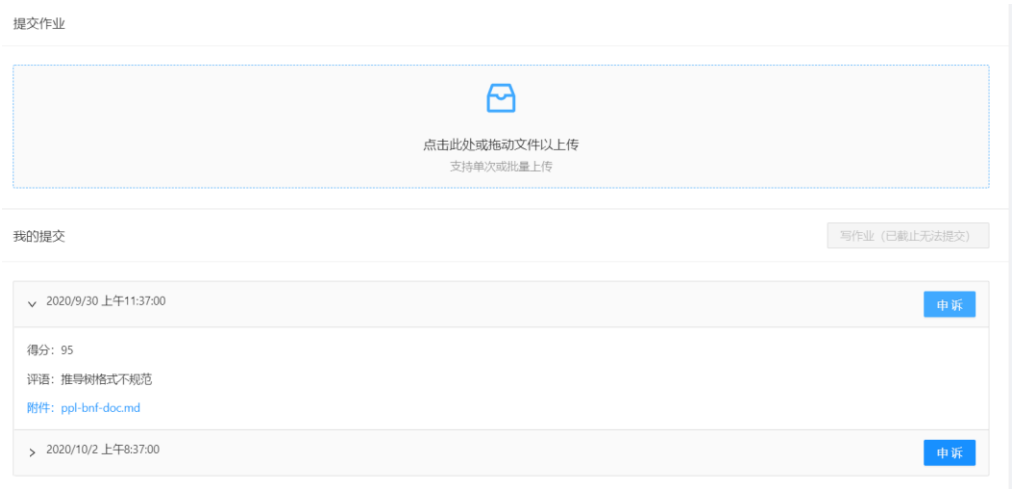 提交作业
点击此处或拖动文件以上传
支持单次或批量上传
我的提交
写作业（已截止无法提交）
2020/9/30 上午11:37:00
申 诉
得分：95
评语：推导树格式不规范
附件：ppl-bnf-doc.md
2020/10/2 上午8:37:00
申 诉